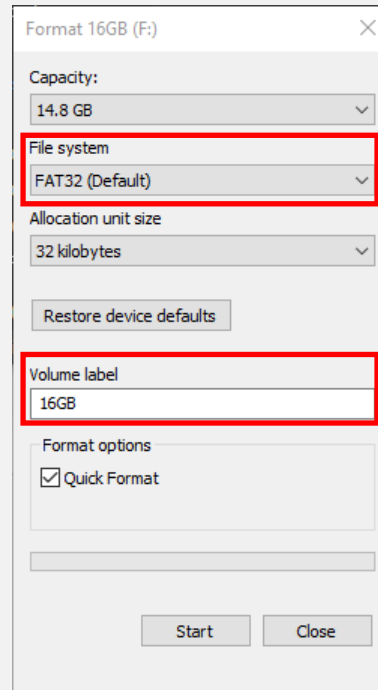 Format 16GB (F:)
Capacity:
14.8 GB
File system
FAT32 (Default)
Allocation unit size
32 kilobytes
Restore device defaults
Volume label
16GB
Format options
Quick Format
Start Close